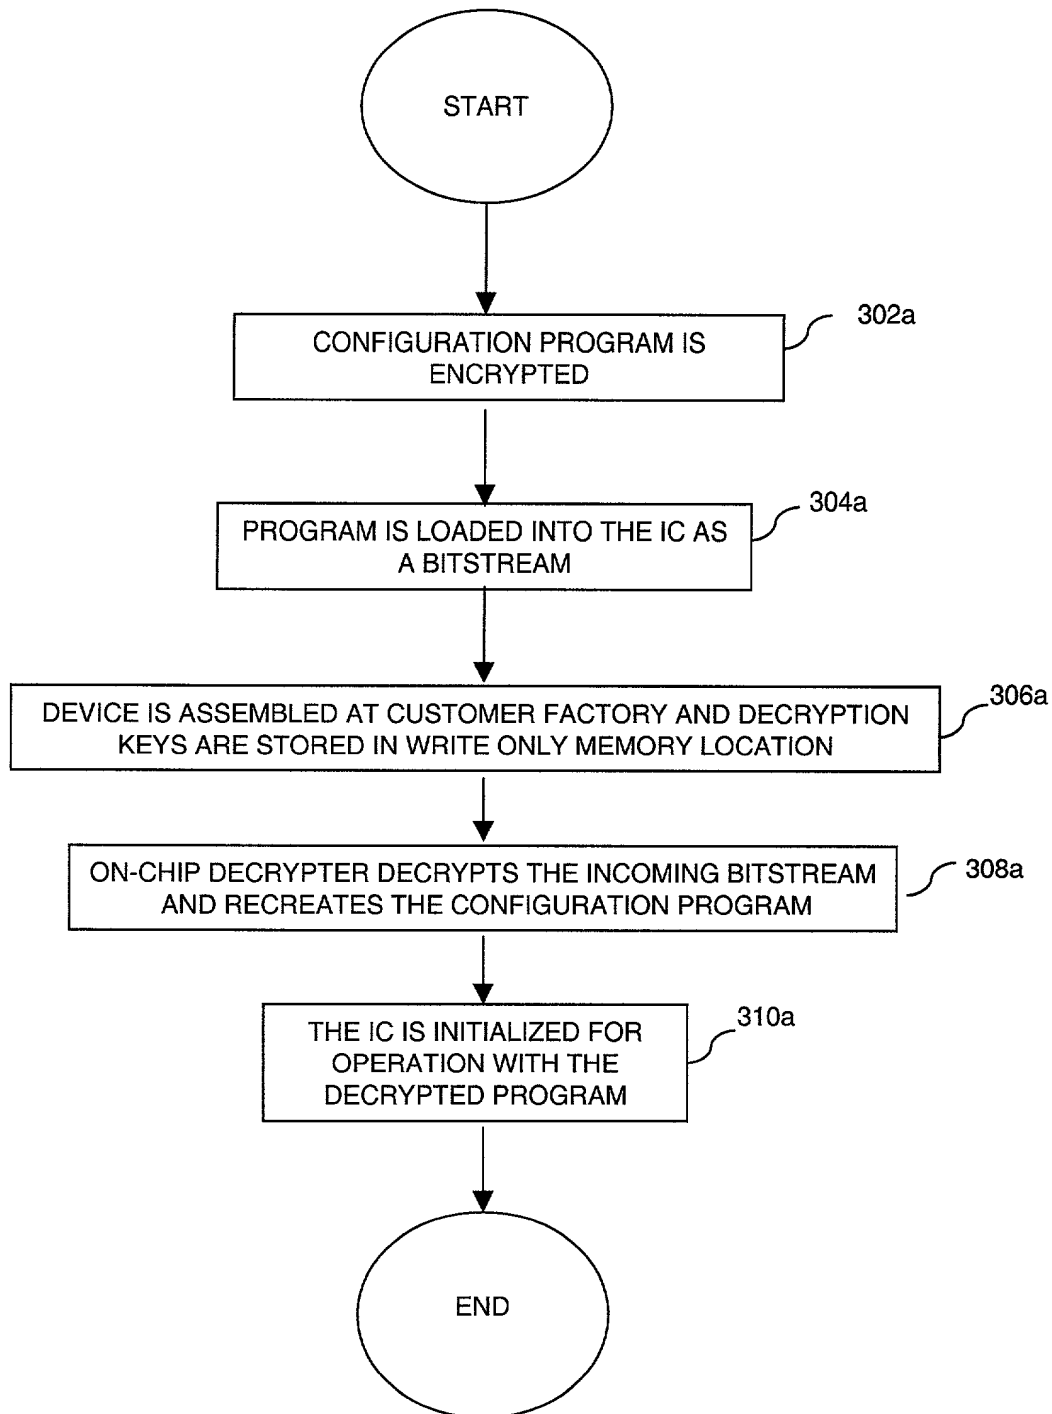 START
302a
CONFIGURATION PROGRAM IS
ENCRYPTED
304a
PROGRAM IS LOADED INTO THE IC AS
A BITSTREAM
306a
DEVICE IS ASSEMBLED AT CUSTOMER FACTORY AND DECRYPTION
KEYS ARE STORED IN WRITE ONLY MEMORY LOCATION
308a
ON-CHIP DECRYPTER DECRYPTS THE INCOMING BITSTREAM
AND RECREATES THE CONFIGURATION PROGRAM
310a
THE IC IS INITIALIZED FOR
OPERATION WITH THE
DECRYPTED PROGRAM
END